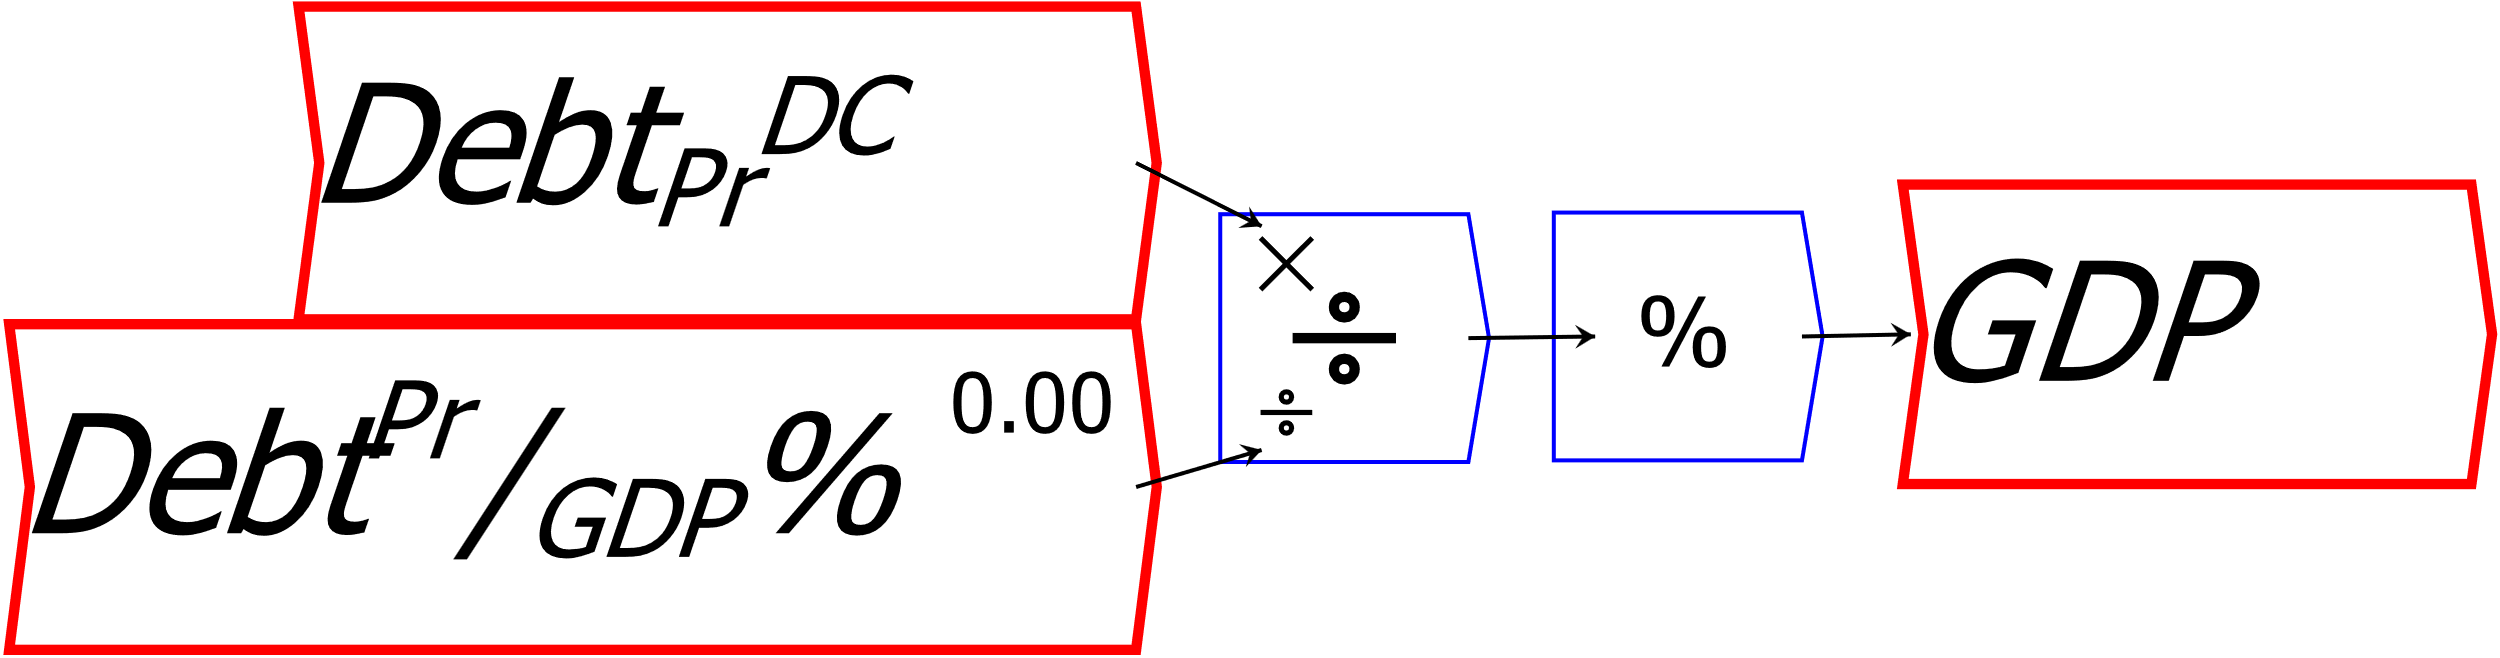 Debt_Pr^DC
Debt^Pr/_GDP % 0.00
×
÷
÷
%
GDP